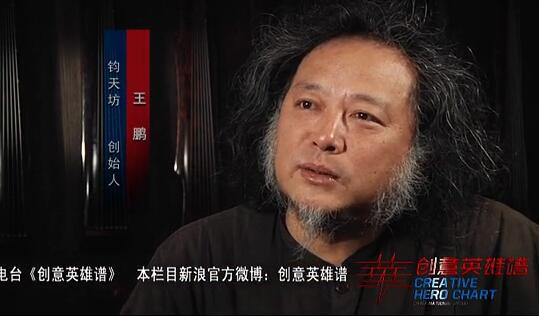 王鹏
钧天坊 创始人
电台《创意英雄谱》 本栏目新浪官方微博：创意英雄谱
创意英雄谱
CREATIVE
HERO CHART